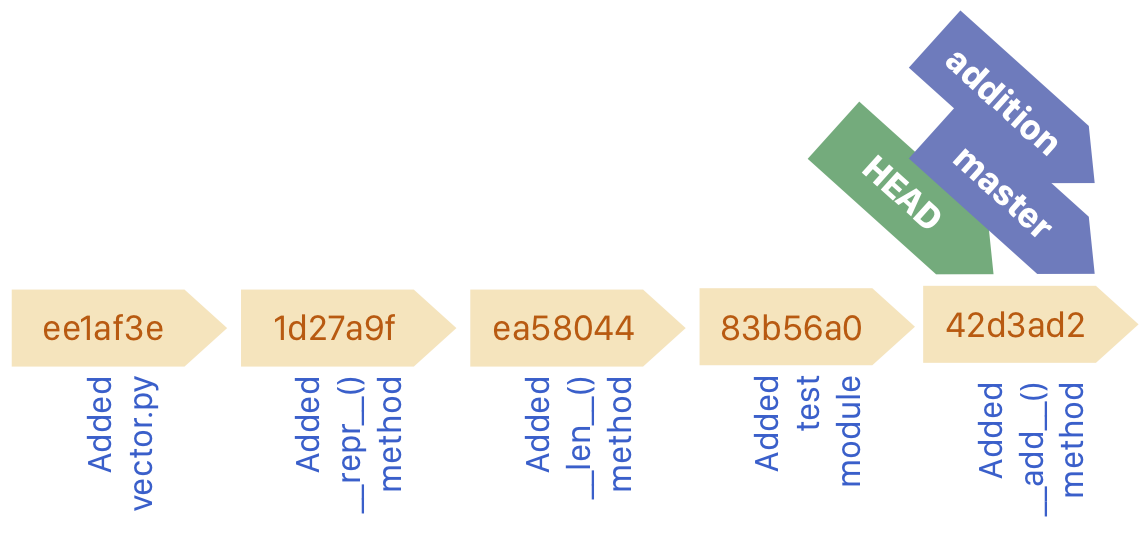 addition
master
HEAD
ee1af3e
1d27a9f
ea58044
83b56a0
42d3ad2
Added
vector.py
Added
__repr__()
method
Added
__len__()
method
Added
test
module
Added
__add__()
method